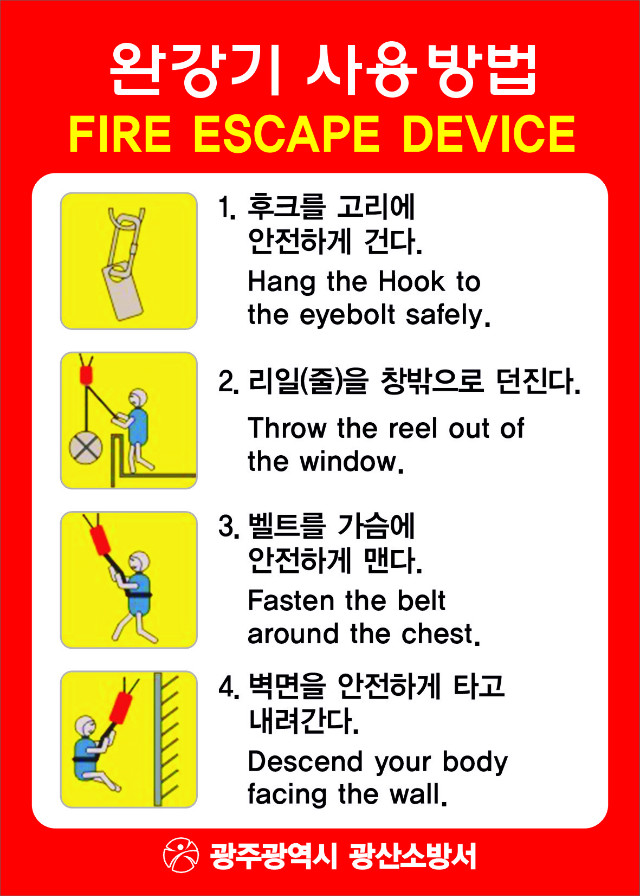 완강기 사용방법
FIRE ESCAPE DEVICE
1. 후크를 고리에
안전하게 건다.
Hang the Hook to
the eyebolt safely.
2. 리일(줄)을 창밖으로 던진다.
Throw the reel out of
the window.
3. 벨트를 가슴에
안전하게 맨다.
Fasten the belt
around the chest.
4. 벽면을 안전하게 타고
내려간다.
Descend your body
facing the wall.
광주광역시 광산소방서